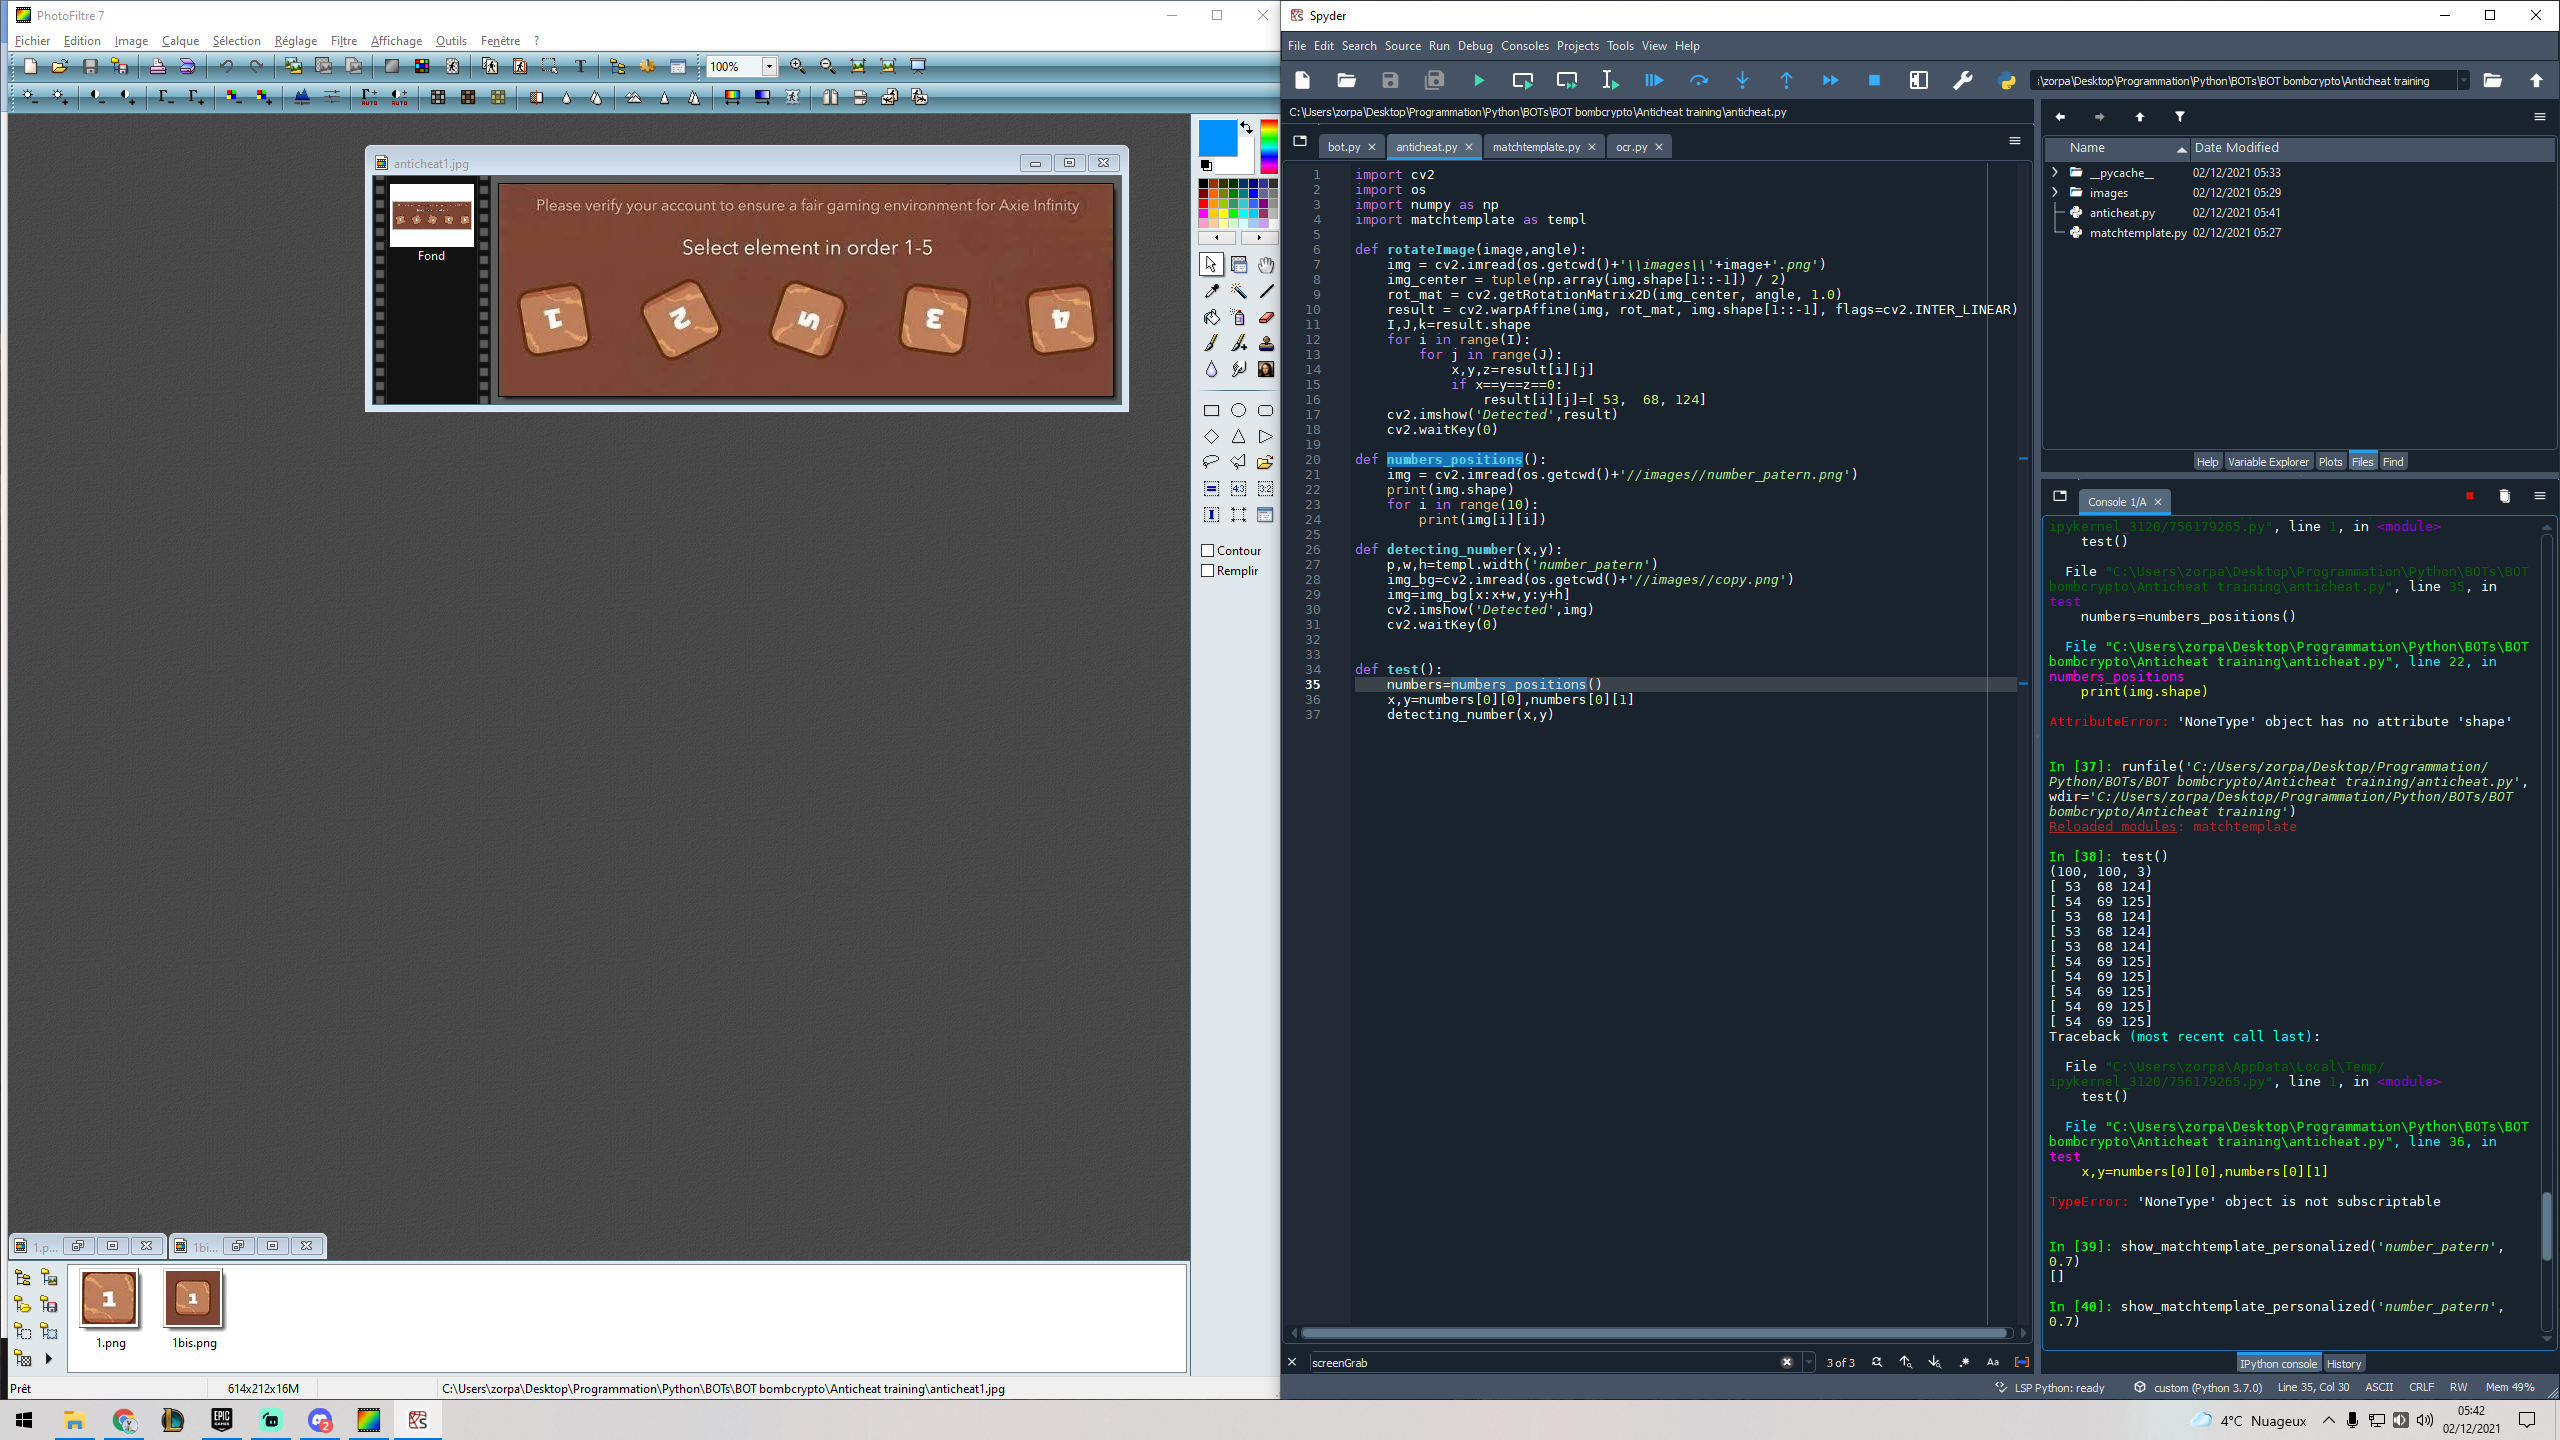 PhotoFiltre 7
Fichier Edition Image Calque Sélection Réglage Filtre Affichage Outils Fenêtre ?
100%
anticheat1.jpg
Fond
Please verify your account to ensure a fair gaming environment for Axie Infinity
Select element in order 1-5
1 2 5 3 4
Contour
Remplir
1.p...
1bi...
1
1
1.png
1bis.png
Prêt
614x212x16M
C:\Users\zorpa\Desktop\Programmation\Python\BOTs\BOT bombcrypto\Anticheat training\anticheat1.jpg
Spyder
File Edit Search Source Run Debug Consoles Projects Tools View Help
:\zorpa\Desktop\Programmation\Python\BOTs\BOT bombcrypto\Anticheat training
C:\Users\zorpa\Desktop\Programmation\Python\BOTs\BOT bombcrypto\Anticheat training\anticheat.py
bot.py
anticheat.py
matchtemplate.py
ocr.py
1 import cv2
2 import os
3 import numpy as np
4 import matchtemplate as templ
5
6 def rotateImage(image,angle):
7 img = cv2.imread(os.getcwd()+'\\images\\'+image+'.png')
8 img_center = tuple(np.array(img.shape[1::-1]) / 2)
9 rot_mat = cv2.getRotationMatrix2D(img_center, angle, 1.0)
10 result = cv2.warpAffine(img, rot_mat, img.shape[1::-1], flags=cv2.INTER_LINEAR)
11 I,J,k=result.shape
12 for i in range(I):
13 for j in range(J):
14 x,y,z=result[i][j]
15 if x==y==z==0:
16 result[i][j]=[ 53,  68, 124]
17 cv2.imshow('Detected',result)
18 cv2.waitKey(0)
19
20 def numbers_positions():
21 img = cv2.imread(os.getcwd()+'//images//number_patern.png')
22 print(img.shape)
23 for i in range(10):
24 print(img[i][i])
25
26 def detecting_number(x,y):
27 p,w,h=templ.width('number_patern')
28 img_bg=cv2.imread(os.getcwd()+'//images//copy.png')
29 img=img_bg[x:x+w,y:y+h]
30 cv2.imshow('Detected',img)
31 cv2.waitKey(0)
32
33
34 def test():
35 numbers=numbers_positions()
36 x,y=numbers[0][0],numbers[0][1]
37 detecting_number(x,y)
screenGrab
3 of 3
Aa
Name
Date Modified
__pycache__ 02/12/2021 05:33
images 02/12/2021 05:29
anticheat.py 02/12/2021 05:41
matchtemplate.py 02/12/2021 05:27
Help Variable Explorer Plots Files Find
Console 1/A
ipykernel_3120/756179265.py", line 1, in <module>
test()
File "C:\Users\zorpa\Desktop\Programmation\Python\BOTs\BOT
bombcrypto\Anticheat training\anticheat.py", line 35, in
test
numbers=numbers_positions()
File "C:\Users\zorpa\Desktop\Programmation\Python\BOTs\BOT
bombcrypto\Anticheat training\anticheat.py", line 22, in
numbers_positions
print(img.shape)
AttributeError: 'NoneType' object has no attribute 'shape'
In [37]: runfile('C:/Users/zorpa/Desktop/Programmation/
Python/BOTs/BOT bombcrypto/Anticheat training/anticheat.py',
wdir='C:/Users/zorpa/Desktop/Programmation/Python/BOTs/BOT
bombcrypto/Anticheat training')
Reloaded modules: matchtemplate
In [38]: test()
(100, 100, 3)
[ 53  68 124]
[ 54  69 125]
[ 53  68 124]
[ 53  68 124]
[ 53  68 124]
[ 54  69 125]
[ 54  69 125]
[ 54  69 125]
[ 54  69 125]
[ 54  69 125]
Traceback (most recent call last):
File "C:\Users\zorpa\AppData\Local\Temp/
ipykernel_3120/756179265.py", line 1, in <module>
test()
File "C:\Users\zorpa\Desktop\Programmation\Python\BOTs\BOT
bombcrypto\Anticheat training\anticheat.py", line 36, in
test
x,y=numbers[0][0],numbers[0][1]
TypeError: 'NoneType' object is not subscriptable
In [39]: show_matchtemplate_personalized('number_patern',
0.7)
[]
In [40]: show_matchtemplate_personalized('number_patern',
0.7)
IPython console History
LSP Python: ready
custom (Python 3.7.0)
Line 35, Col 30
ASCII
CRLF
RW
Mem 49%
EPIC GAMES
2
4°C Nuageux
05:42
02/12/2021